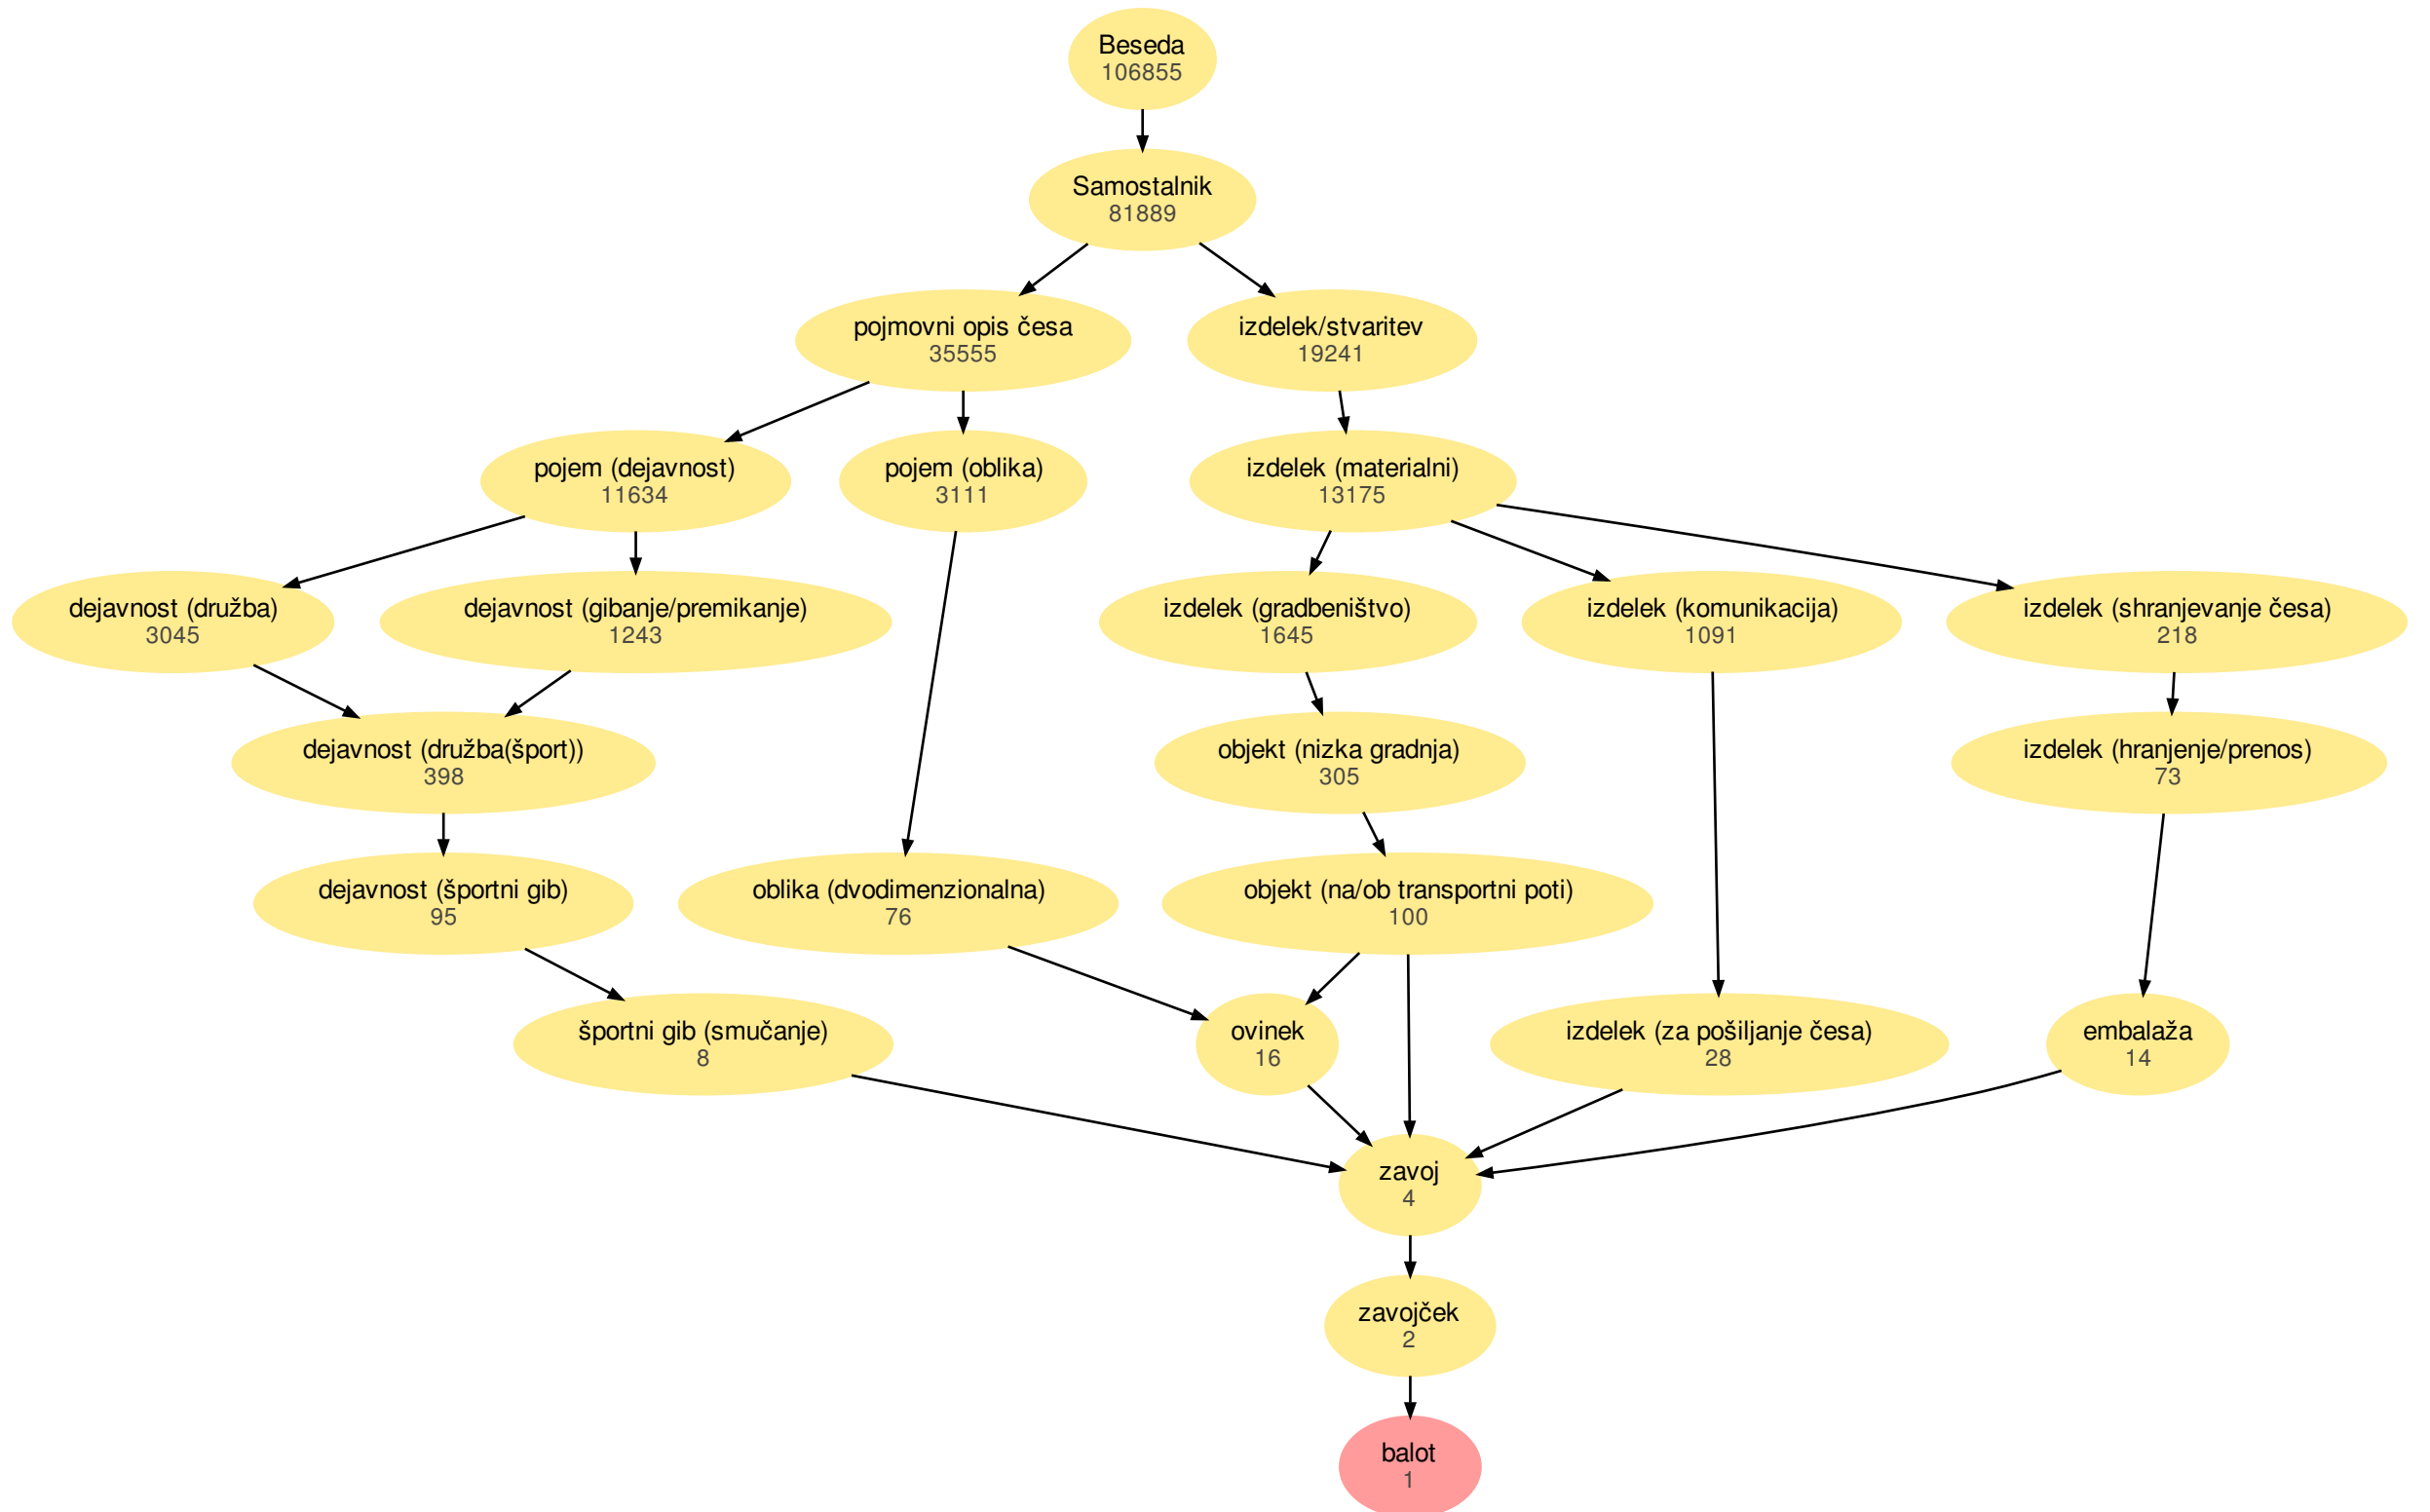 Beseda
106855
Samostalnik
81889
pojmovni opis česa
35555
izdelek/stvaritev
19241
pojem (dejavnost)
11634
pojem (oblika)
3111
izdelek (materialni)
13175
dejavnost (družba)
3045
dejavnost (gibanje/premikanje)
1243
izdelek (gradbeništvo)
1645
izdelek (komunikacija)
1091
izdelek (shranjevanje česa)
218
dejavnost (družba(šport))
398
objekt (nizka gradnja)
305
izdelek (hranjenje/prenos)
73
dejavnost (športni gib)
95
oblika (dvodimenzionalna)
76
objekt (na/ob transportni poti)
100
športni gib (smučanje)
8
ovinek
16
izdelek (za pošiljanje česa)
28
embalaža
14
zavoj
4
zavojček
2
balot
1